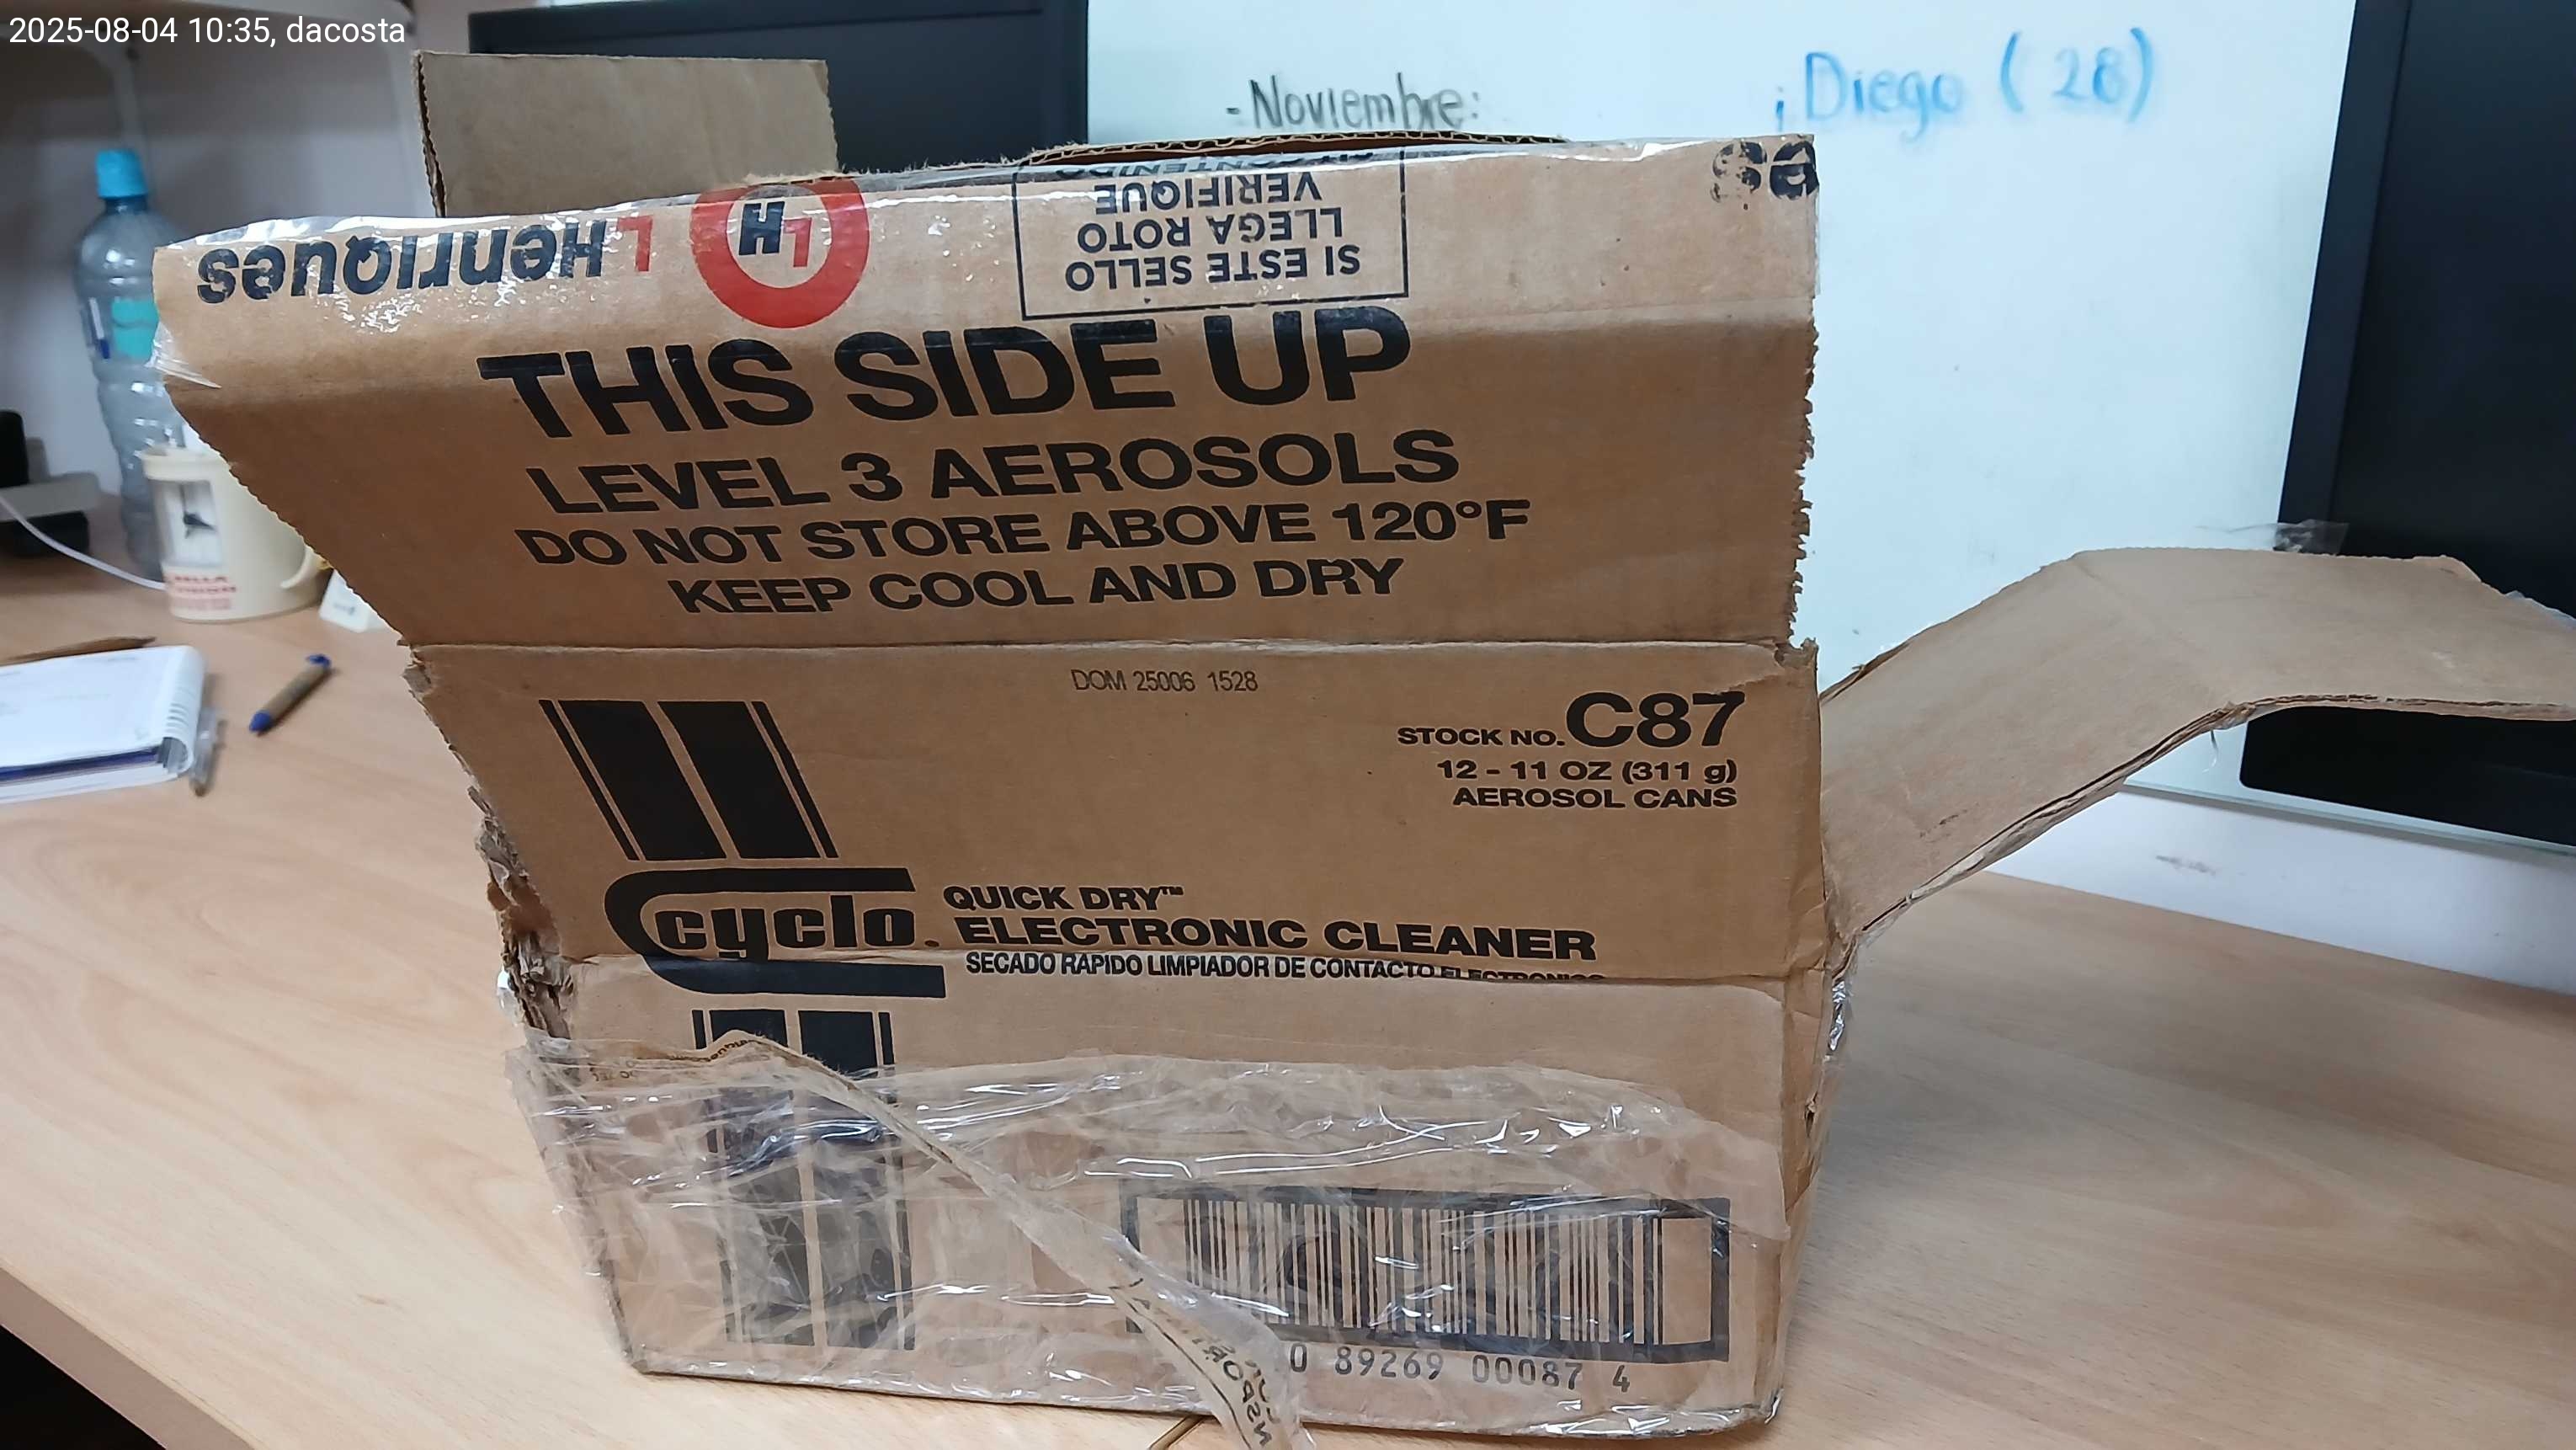 2025-08-04 10:35, dacosta
- Noviembre:
¡Diego (28)
L Henriques
LH
SI ESTE SELLO
LLEGA ROTO
VERIFIQUE
SU CONTENIDO
THIS SIDE UP
LEVEL 3 AEROSOLS
DO NOT STORE ABOVE 120°F
KEEP COOL AND DRY
DOM 25006 1528
STOCK NO. C87
12 - 11 OZ (311 g)
AEROSOL CANS
cyclo®
QUICK DRY™
ELECTRONIC CLEANER
SECADO RAPIDO LIMPIADOR DE CONTACTO ELECTRONICO
0 89269 00087 4